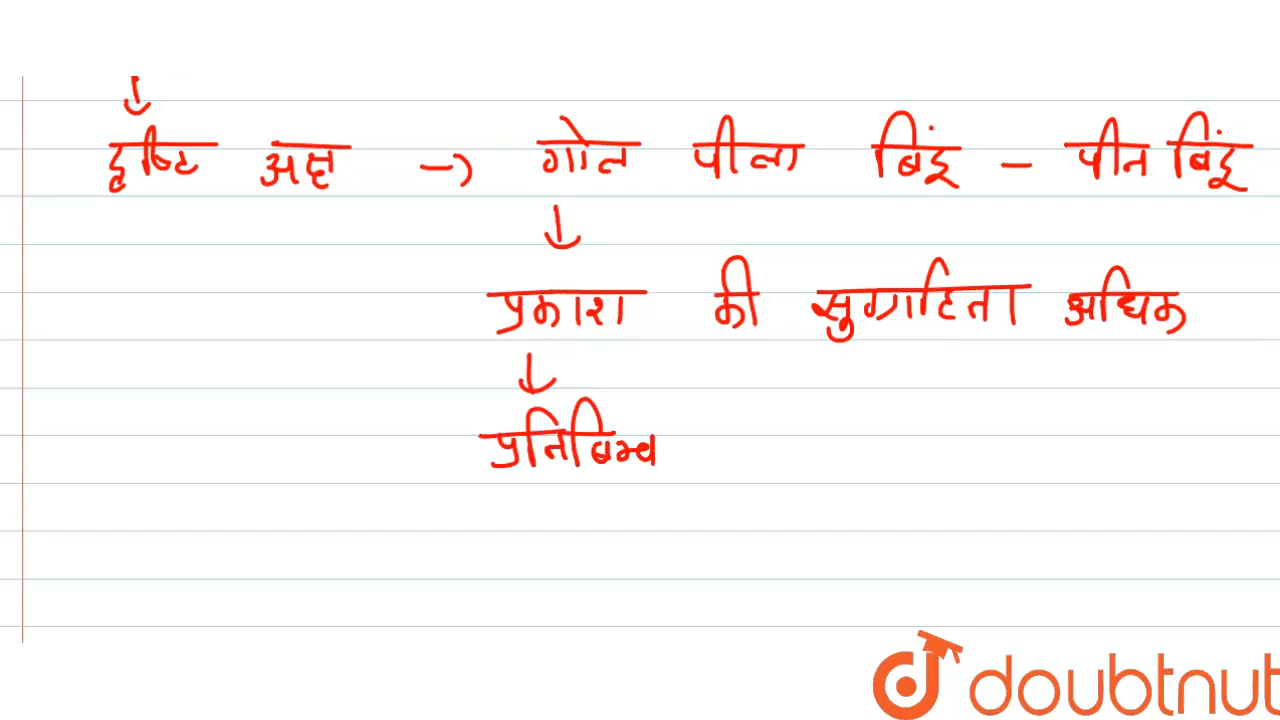 ↓
दृष्टि अक्ष → गोल पीला बिंदु - पीत बिंदु
↓
प्रकाश की सुग्राहिता अधिक
↓
प्रतिबिम्ब
doubtnut